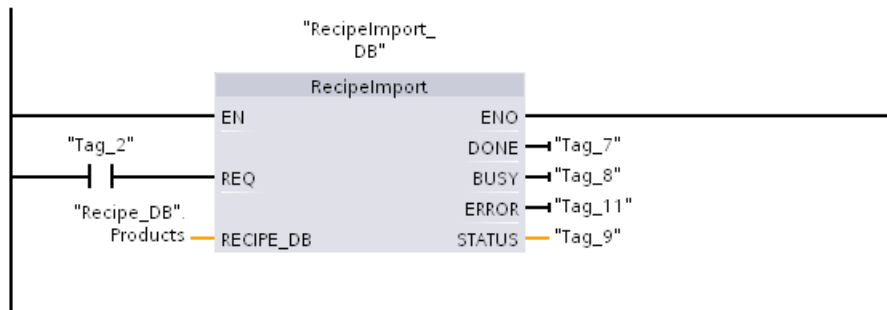 "RecipeImport_
DB"
RecipeImport
EN
ENO
"Tag_2"
DONE
"Tag_7"
REQ
BUSY
"Tag_8"
"Recipe_DB".
ERROR
"Tag_11"
Products
RECIPE_DB
STATUS
"Tag_9"